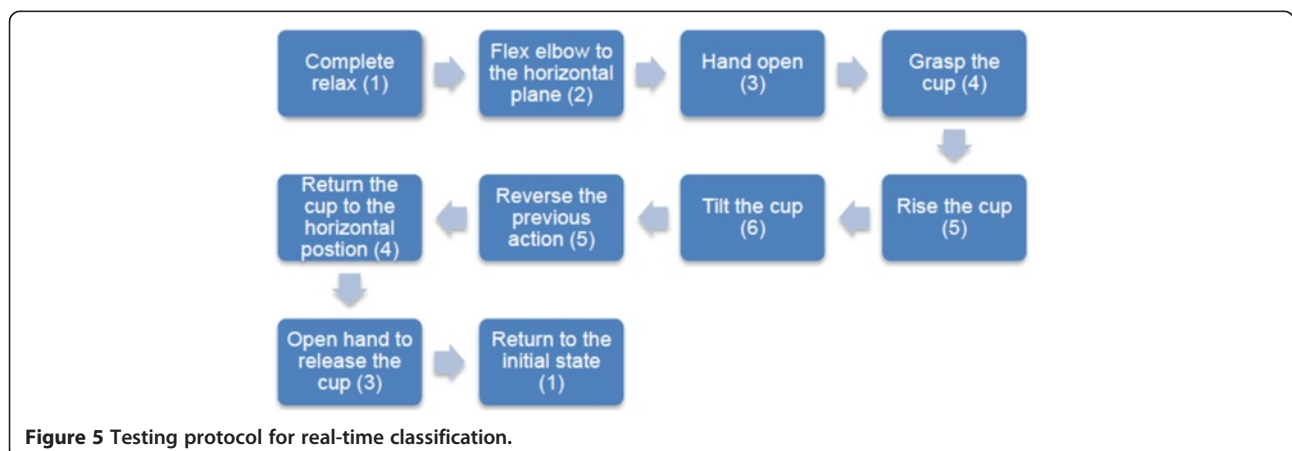 Complete
relax (1)
Flex elbow to
the horizontal
plane (2)
Hand open
(3)
Grasp the
cup (4)
Rise the cup
(5)
Tilt the cup
(6)
Reverse the
previous
action (5)
Return the
cup to the
horizontal
postion (4)
Open hand to
release the
cup (3)
Return to the
initial state
(1)
Figure 5 Testing protocol for real-time classification.